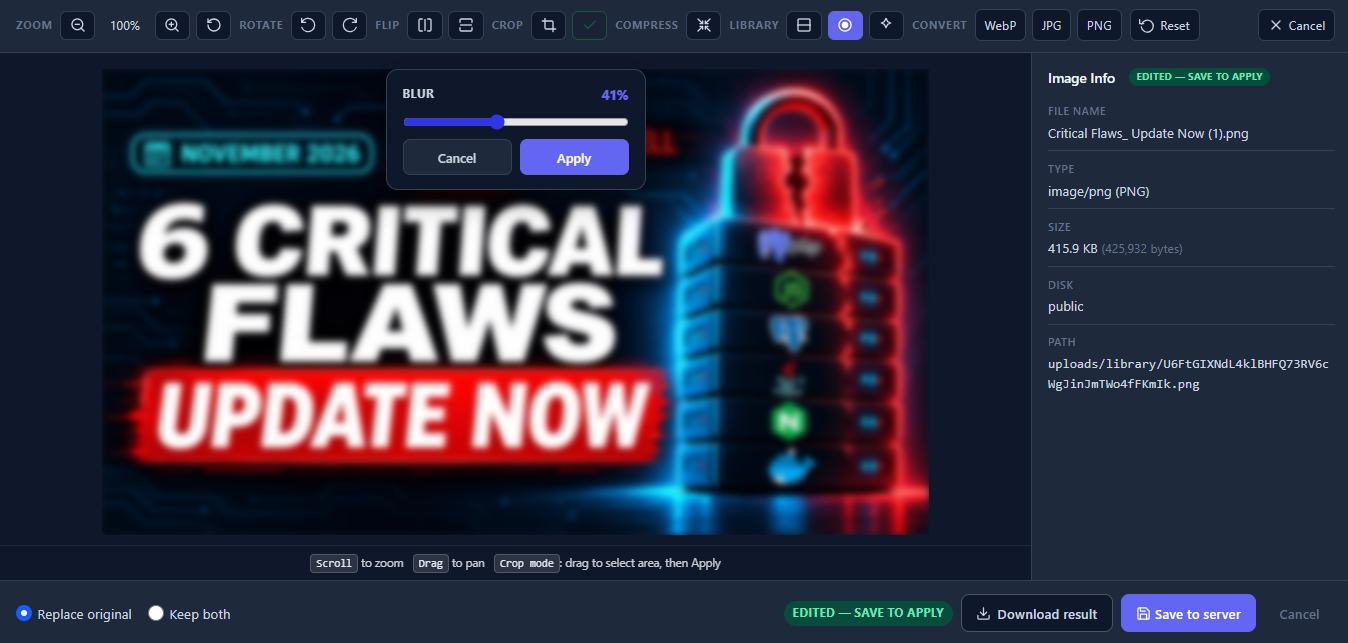 ZOOM 100% ROTATE FLIP CROP COMPRESS LIBRARY CONVERT WebP JPG PNG Reset Cancel
BLUR 41%
Cancel Apply
NOVEMBER 2026
6 CRITICAL
FLAWS
UPDATE NOW
Scroll to zoom Drag to pan Crop mode: drag to select area, then Apply
Image Info EDITED — SAVE TO APPLY
FILE NAME
Critical Flaws_ Update Now (1).png
TYPE
image/png (PNG)
SIZE
415.9 KB (425,932 bytes)
DISK
public
PATH
uploads/library/U6FtGIXNdL4klBHFQ73RV6c
WgJinJmTWo4fFKmIk.png
Replace original Keep both EDITED — SAVE TO APPLY Download result Save to server Cancel